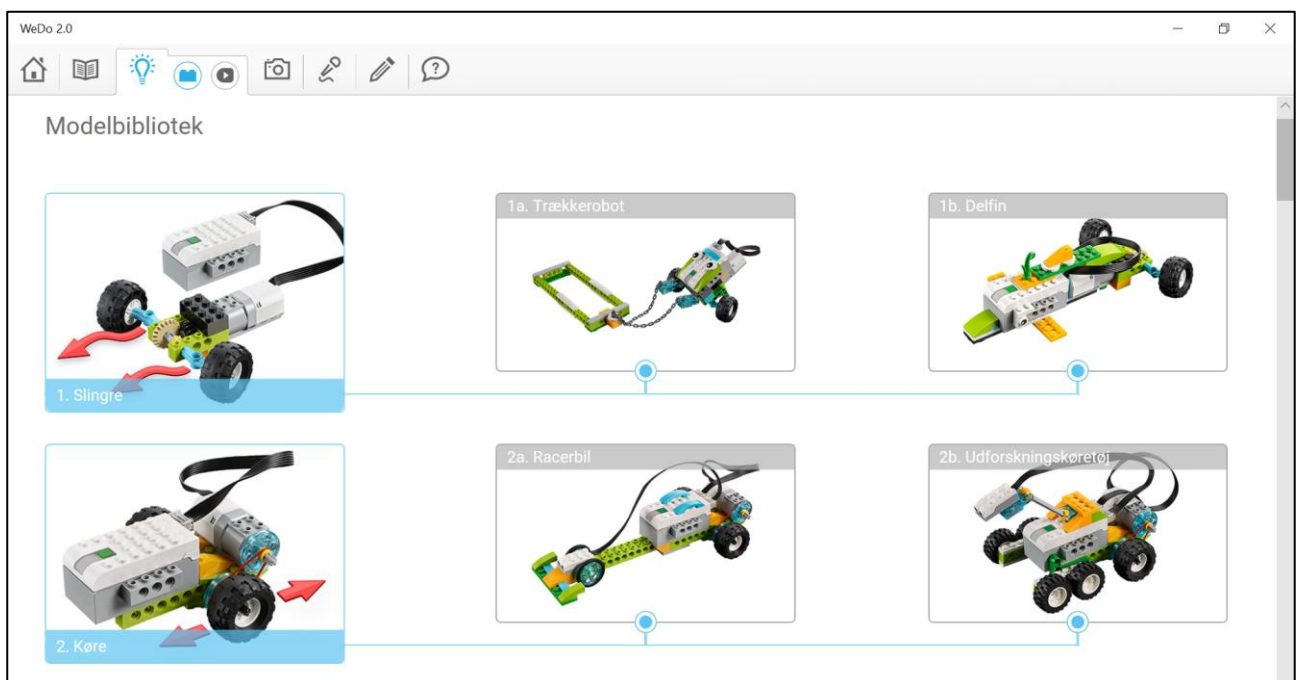 WeDo 2.0
Modelbibliotek
1a. Trækkerobot
1b. Delfin
1. Slingre
2a. Racerbil
2b. Udforskningskøretøj
2. Køre